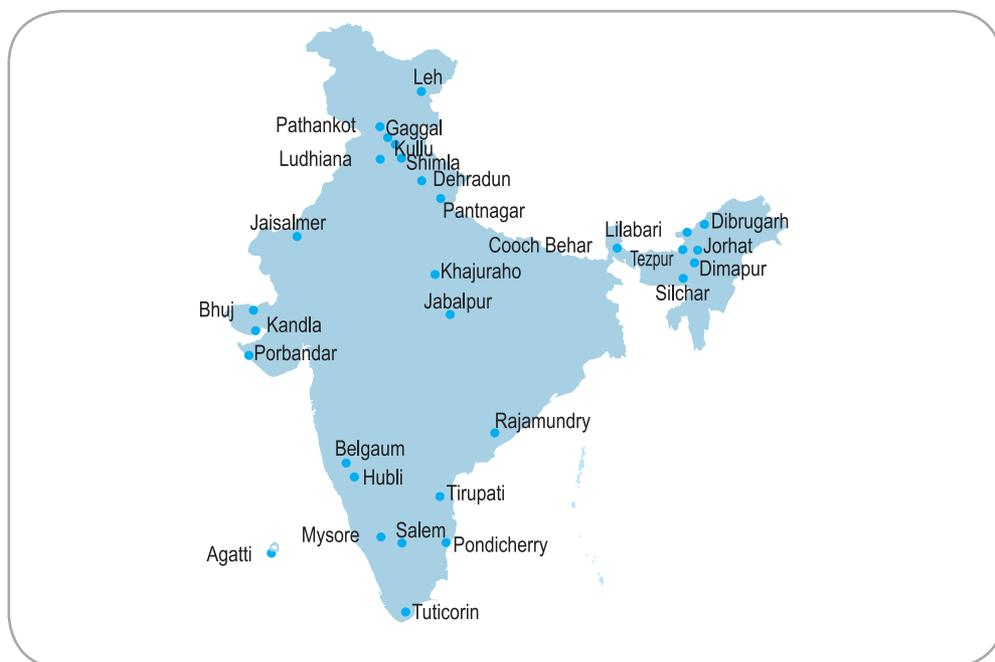 Leh
Pathankot
Gaggal
Kullu
Ludhiana
Shimla
Dehradun
Pantnagar
Jaisalmer
Dibrugarh
Lilabari
Cooch Behar
Jorhat
Tezpur
Dimapur
Khajuraho
Silchar
Jabalpur
Bhuj
Kandla
Porbandar
Rajamundry
Belgaum
Hubli
Tirupati
Salem
Mysore
Pondicherry
Agatti
Tuticorin